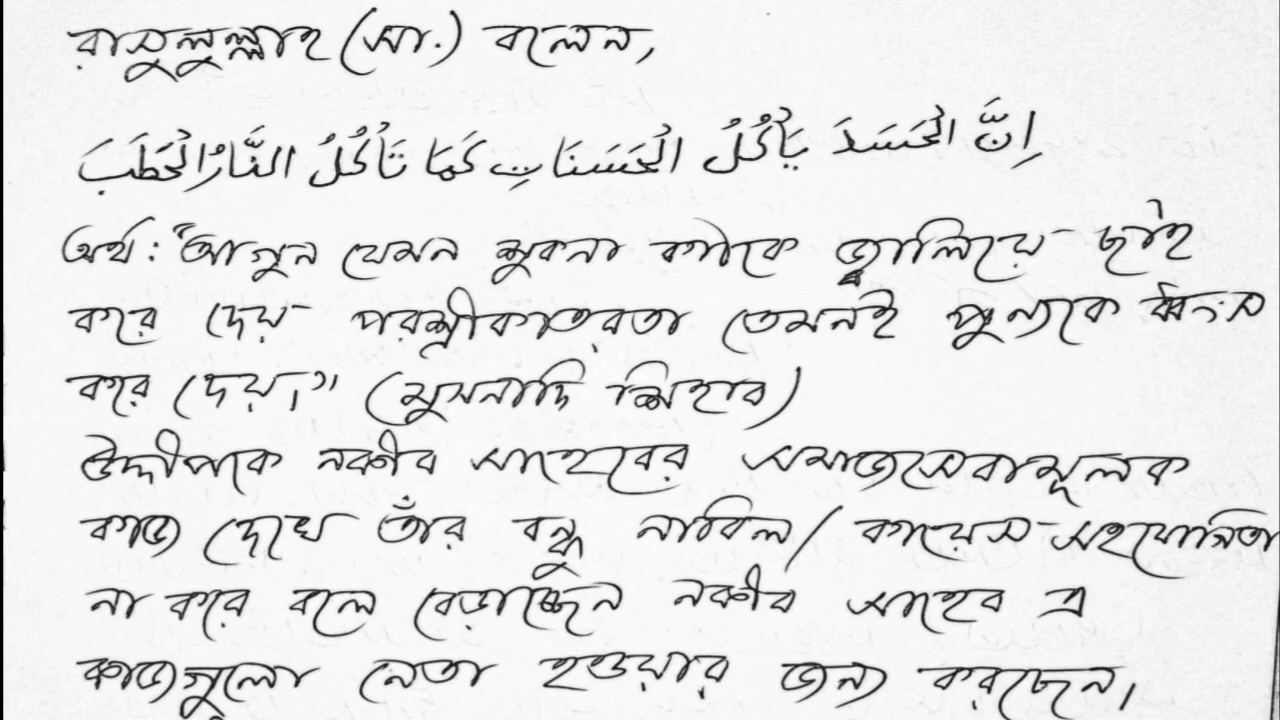 রাসুলুল্লাহ (সা.) বলেন,
اِنَّ الْحَسَدَ يَأْكُلُ الْحَسَنَاتِ كَمَا تَأْكُلُ النَّارُ الْحَطَبَ
অর্থ: "আগুন যেমন শুকনা কাঠকে জ্বালিয়ে ছাই
করে দেয় পরশ্রীকাতরতা তেমনই পুণ্যকে ধ্বংস
করে দেয়।" (মুসনাদি শিহাব)
উদ্দীপকে নকীব সাহেবের সমাজসেবামূলক
কাজ দেখে তাঁর বন্ধু নাবিল/কায়েস সহযোগিতা
না করে বলে বেড়াচ্ছেন নকীব সাহেব এ
কাজগুলো নেতা হওয়ার জন্য করছেন।